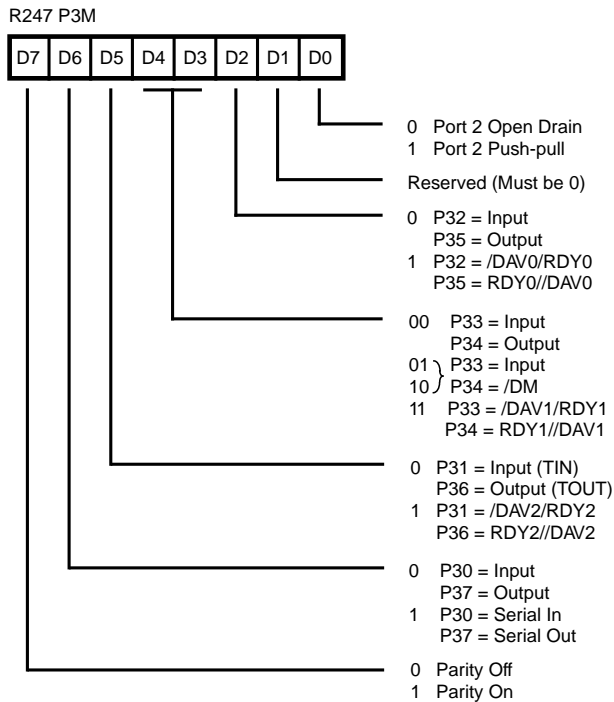 R247 P3M
D7 D6 D5 D4 D3 D2 D1 D0
0 Port 2 Open Drain
1 Port 2 Push-pull
Reserved (Must be 0)
0 P32 = Input
P35 = Output
1 P32 = /DAV0/RDY0
P35 = RDY0//DAV0
00 P33 = Input
P34 = Output
01 P33 = Input
10 P34 = /DM
11 P33 = /DAV1/RDY1
P34 = RDY1//DAV1
0 P31 = Input (TIN)
P36 = Output (TOUT)
1 P31 = /DAV2/RDY2
P36 = RDY2//DAV2
0 P30 = Input
P37 = Output
1 P30 = Serial In
P37 = Serial Out
0 Parity Off
1 Parity On